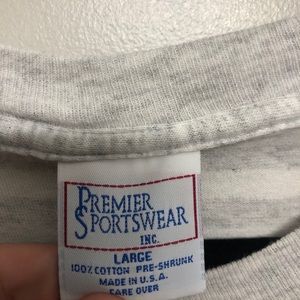 PREMIER
SPORTSWEAR
INC.
LARGE
100% COTTON PRE-SHRUNK
MADE IN U.S.A.
CARE OVER